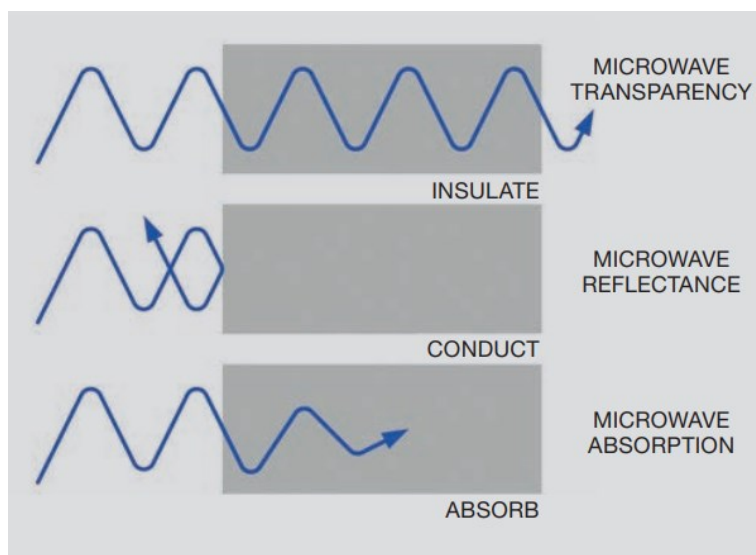 MICROWAVE
TRANSPARENCY
INSULATE
MICROWAVE
REFLECTANCE
CONDUCT
MICROWAVE
ABSORPTION
ABSORB